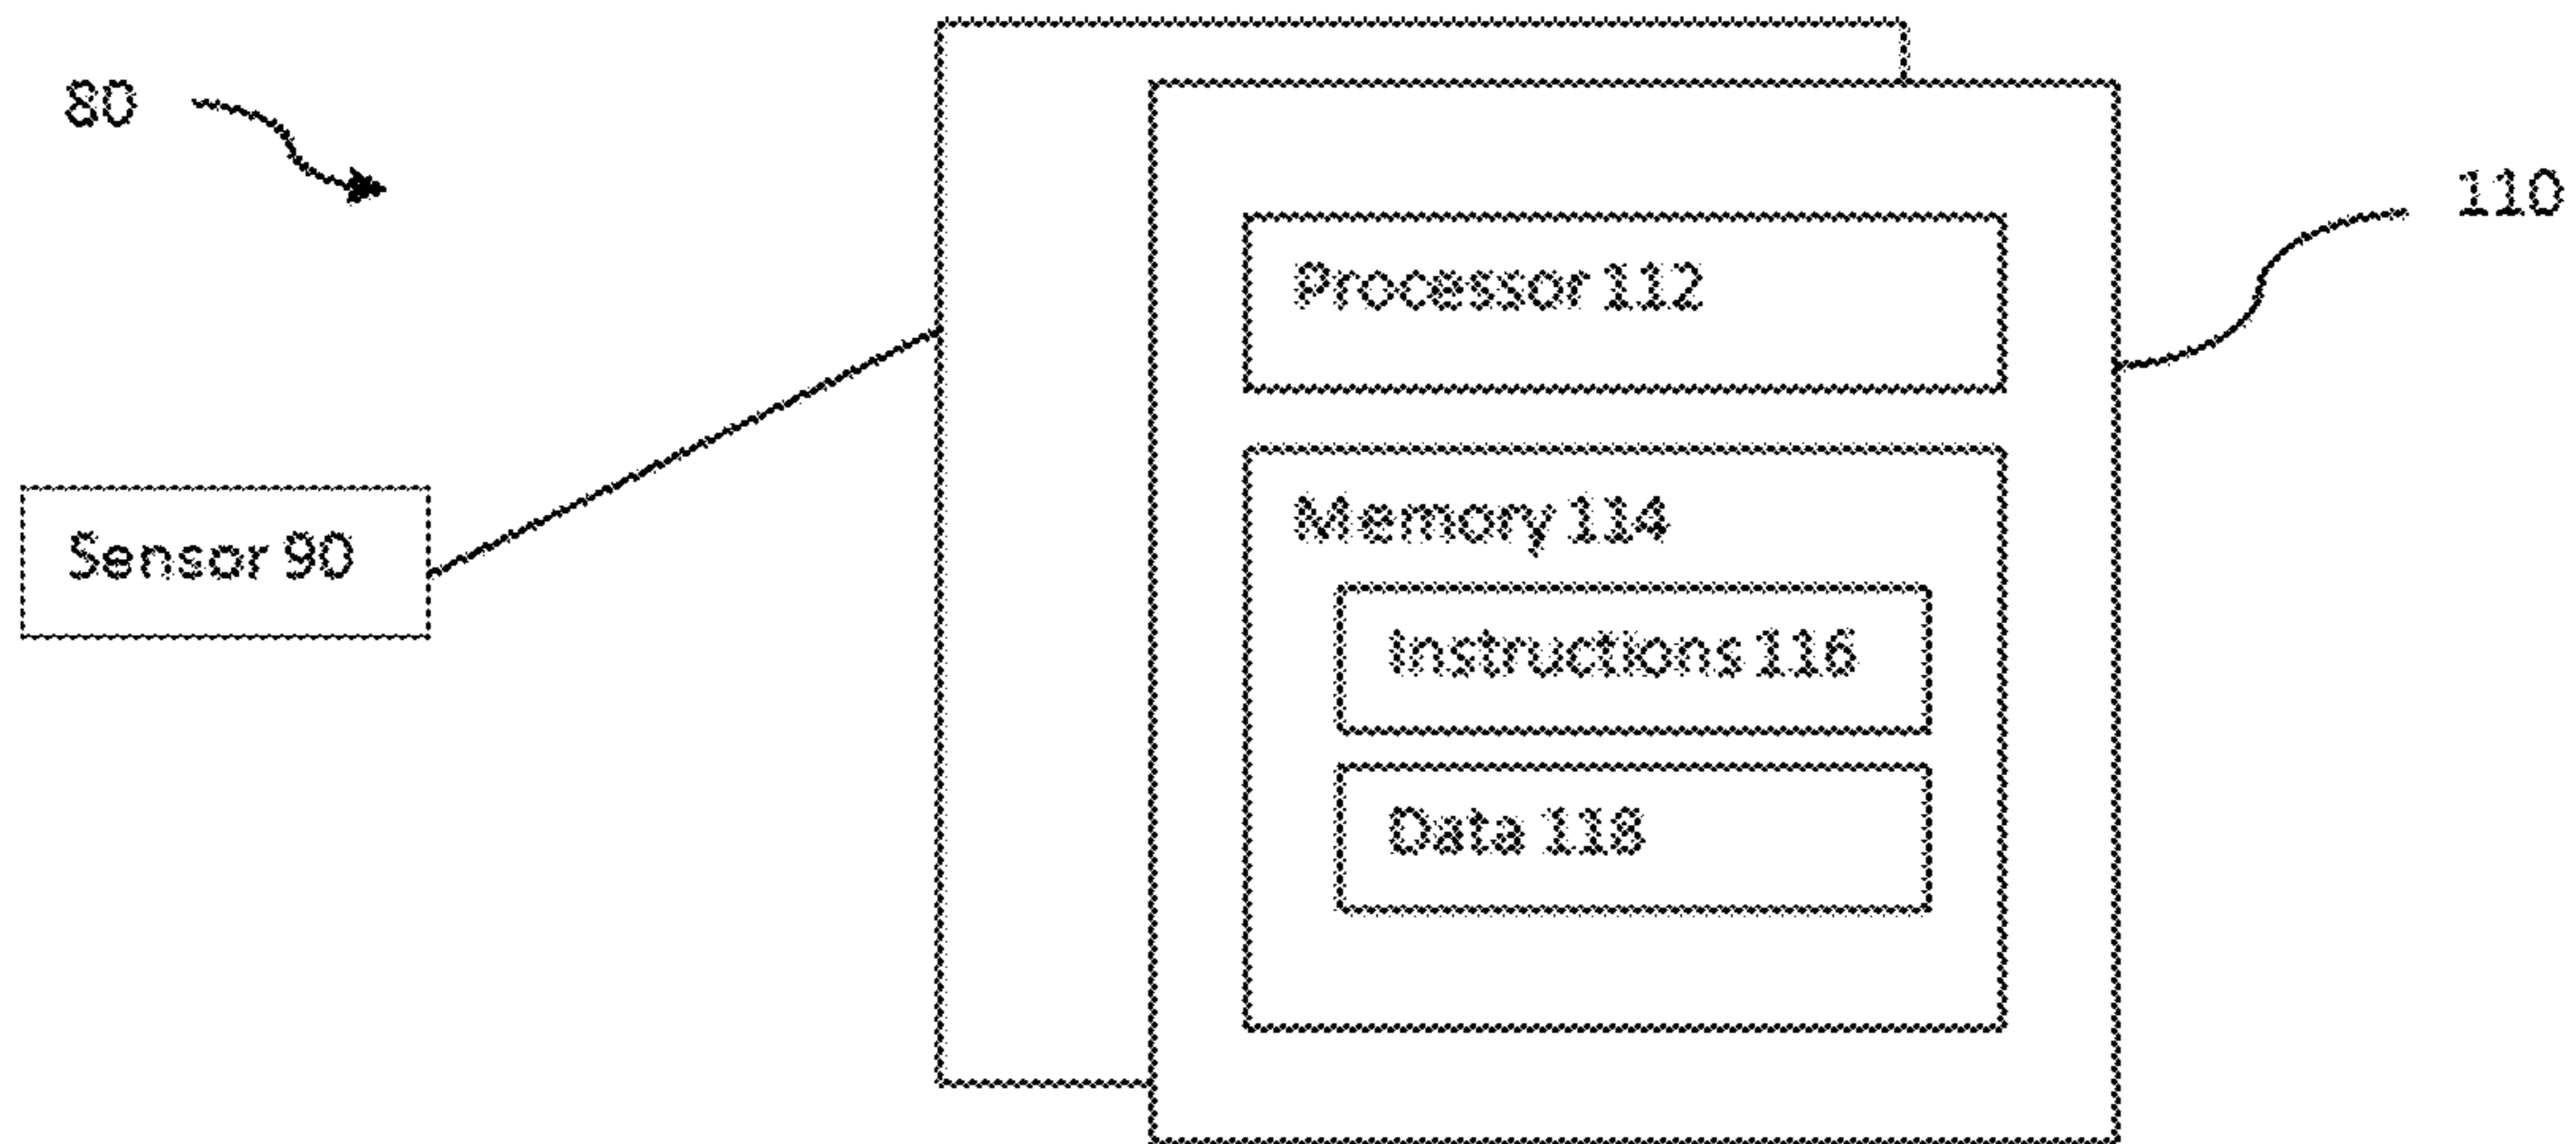 80
110
Processor 112
Memory 114
Sensor 90
Instructions 116
Data 118